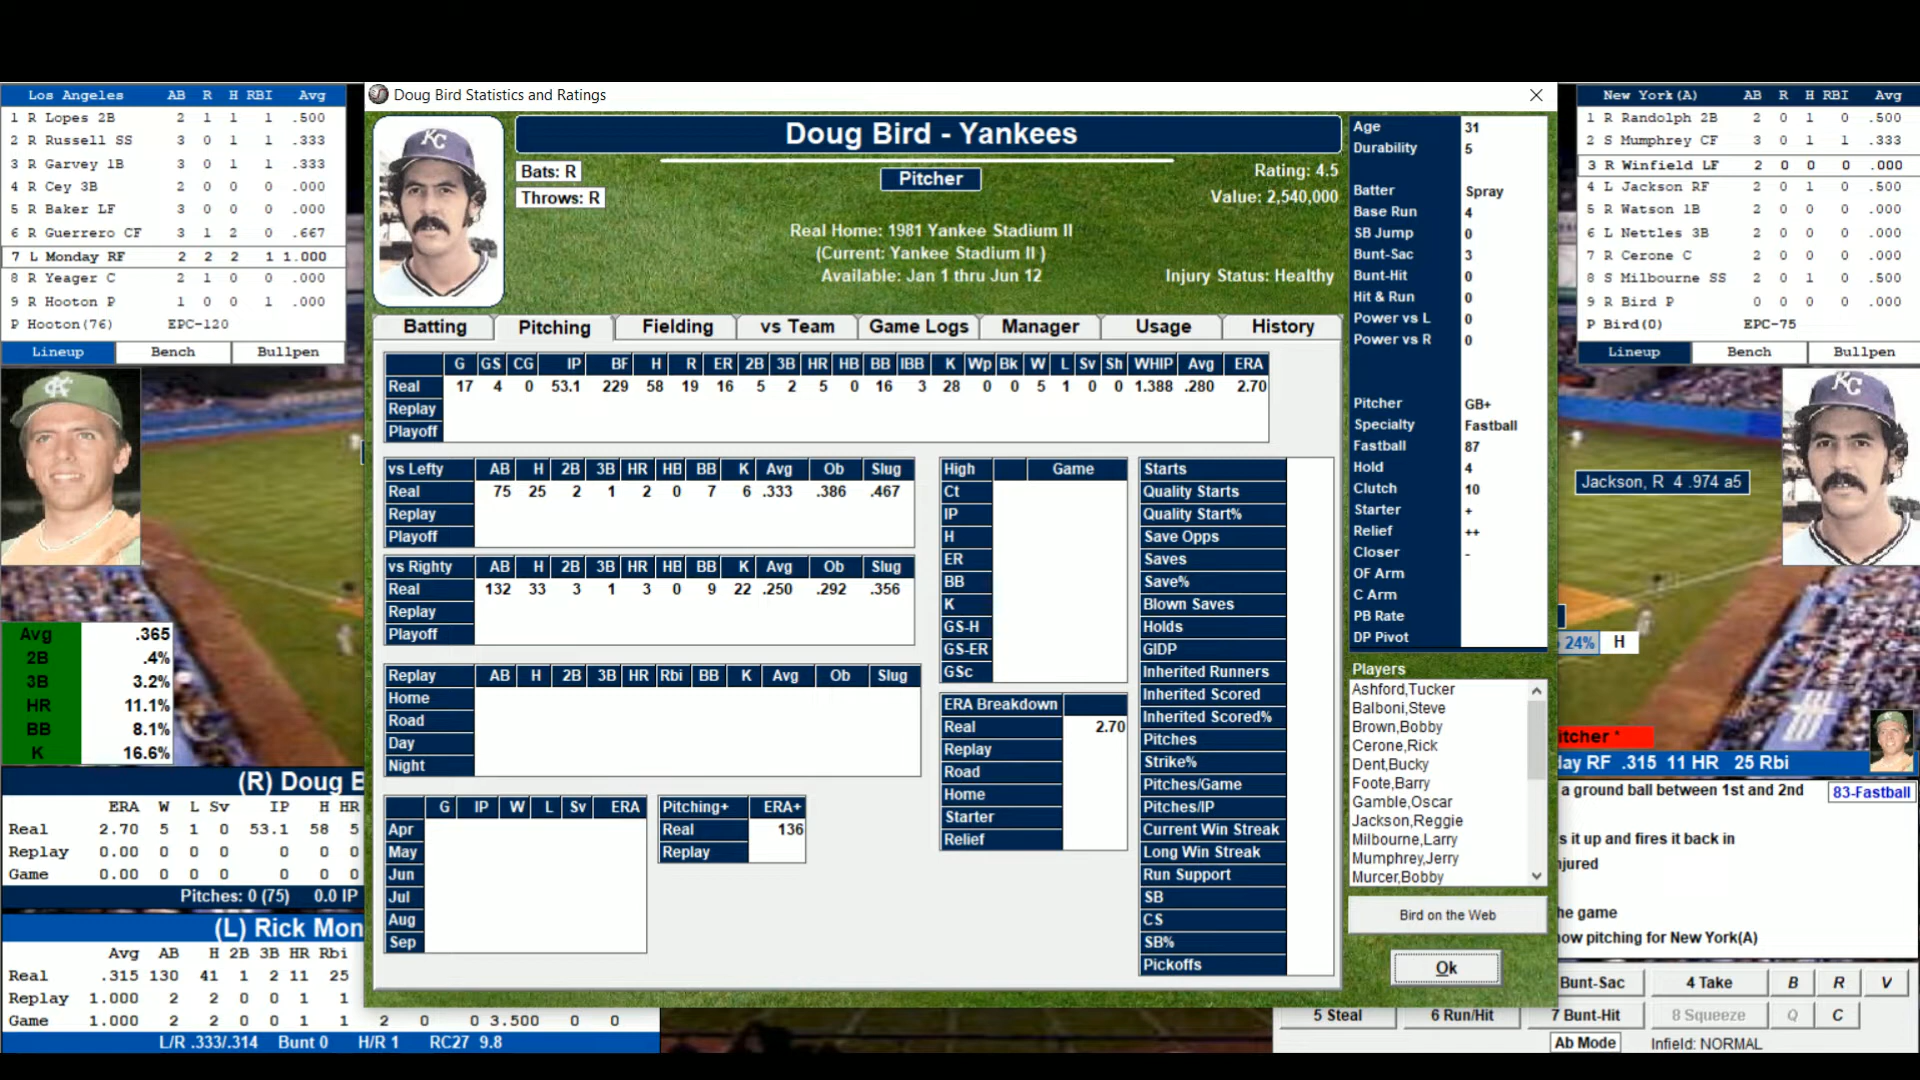 Los Angeles AB R H RBI Avg
1 R Lopes 2B 2 1 1 1 .500
2 R Russell SS 3 0 1 1 .333
3 R Garvey 1B 3 0 1 1 .333
4 R Cey 3B 2 0 0 0 .000
5 R Baker LF 3 0 0 0 .000
6 R Guerrero CF 3 1 2 0 .667
7 L Monday RF 2 2 2 1 1.000
8 R Yeager C 2 1 0 0 .000
9 R Hooton P 1 0 0 1 .000
P Hooton(76) EPC-120
Lineup Bench Bullpen
Doug Bird Statistics and Ratings
KC
Doug Bird - Yankees
Bats: R
Throws: R
Pitcher
Rating: 4.5
Value: 2,540,000
Real Home: 1981 Yankee Stadium II
(Current: Yankee Stadium II )
Available: Jan 1 thru Jun 12
Injury Status: Healthy
Batting Pitching Fielding vs Team Game Logs Manager Usage History
G GS CG IP BF H R ER 2B 3B HR HB BB IBB K Wp Bk W L Sv Sh WHIP Avg ERA
Real 17 4 0 53.1 229 58 19 16 5 2 5 0 16 3 28 0 0 5 1 0 0 1.388 .280 2.70
Replay
Playoff
vs Lefty AB H 2B 3B HR HB BB K Avg Ob Slug
Real 75 25 2 1 2 0 7 6 .333 .386 .467
Replay
Playoff
vs Righty AB H 2B 3B HR HB BB K Avg Ob Slug
Real 132 33 3 1 3 0 9 22 .250 .292 .356
Replay
Playoff
Replay AB H 2B 3B HR Rbi BB K Avg Ob Slug
Home
Road
Day
Night
G IP W L Sv ERA
Apr
May
Jun
Jul
Aug
Sep
Pitching+ ERA+
Real 136
Replay
High Game
Ct
IP
H
ER
BB
K
GS-H
GS-ER
GSc
ERA Breakdown
Real 2.70
Replay
Road
Home
Starter
Relief
Starts
Quality Starts
Quality Start%
Save Opps
Saves
Save%
Blown Saves
Holds
GIDP
Inherited Runners
Inherited Scored
Inherited Scored%
Pitches
Strike%
Pitches/Game
Pitches/IP
Current Win Streak
Long Win Streak
Run Support
SB
CS
SB%
Pickoffs
Age 31
Durability 5
Batter Spray
Base Run 4
SB Jump 0
Bunt-Sac 3
Bunt-Hit 0
Hit & Run 0
Power vs L 0
Power vs R 0
Pitcher GB+
Specialty Fastball
Fastball 87
Hold 4
Clutch 10
Starter +
Relief ++
Closer -
OF Arm
C Arm
PB Rate
DP Pivot
Players
Ashford,Tucker
Balboni,Steve
Brown,Bobby
Cerone,Rick
Dent,Bucky
Foote,Barry
Gamble,Oscar
Jackson,Reggie
Milbourne,Larry
Mumphrey,Jerry
Murcer,Bobby
Bird on the Web
Ok
New York(A) AB R H RBI Avg
1 R Randolph 2B 2 0 1 0 .500
2 S Mumphrey CF 3 0 1 1 .333
3 R Winfield LF 2 0 0 0 .000
4 L Jackson RF 2 0 1 0 .500
5 R Watson 1B 2 0 0 0 .000
6 L Nettles 3B 2 0 0 0 .000
7 R Cerone C 2 0 0 0 .000
8 S Milbourne SS 2 0 1 0 .500
9 R Bird P 0 0 0 0 .000
P Bird(0) EPC-75
Lineup Bench Bullpen
KC
Jackson, R 4 .974 a5
24% H
itcher *
ay RF .315 11 HR 25 Rbi
a ground ball between 1st and 2nd
83-Fastball
s it up and fires it back in
njured
he game
ow pitching for New York(A)
Avg .365
2B .4%
3B 3.2%
HR 11.1%
BB 8.1%
K 16.6%
(R) Doug B
ERA W L Sv IP H HR
Real 2.70 5 1 0 53.1 58 5
Replay 0.00 0 0 0 0 0 0
Game 0.00 0 0 0 0 0 0
Pitches: 0 (75) 0.0 IP
(L) Rick Mon
Avg AB H 2B 3B HR Rbi
Real .315 130 41 1 2 11 25
Replay 1.000 2 2 0 0 1 1
Game 1.000 2 2 0 0 1 1 2 0 0 3.500 0 0
L/R .333/.314 Bunt 0 H/R 1 RC27 9.8
Bunt-Sac 4 Take B R V
5 Steal 6 Run/Hit 7 Bunt-Hit 8 Squeeze Q C
Ab Mode Infield: NORMAL